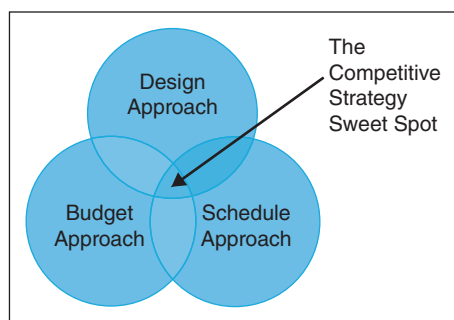 Design
Approach
The
Competitive
Strategy
Sweet Spot
Budget
Approach
Schedule
Approach